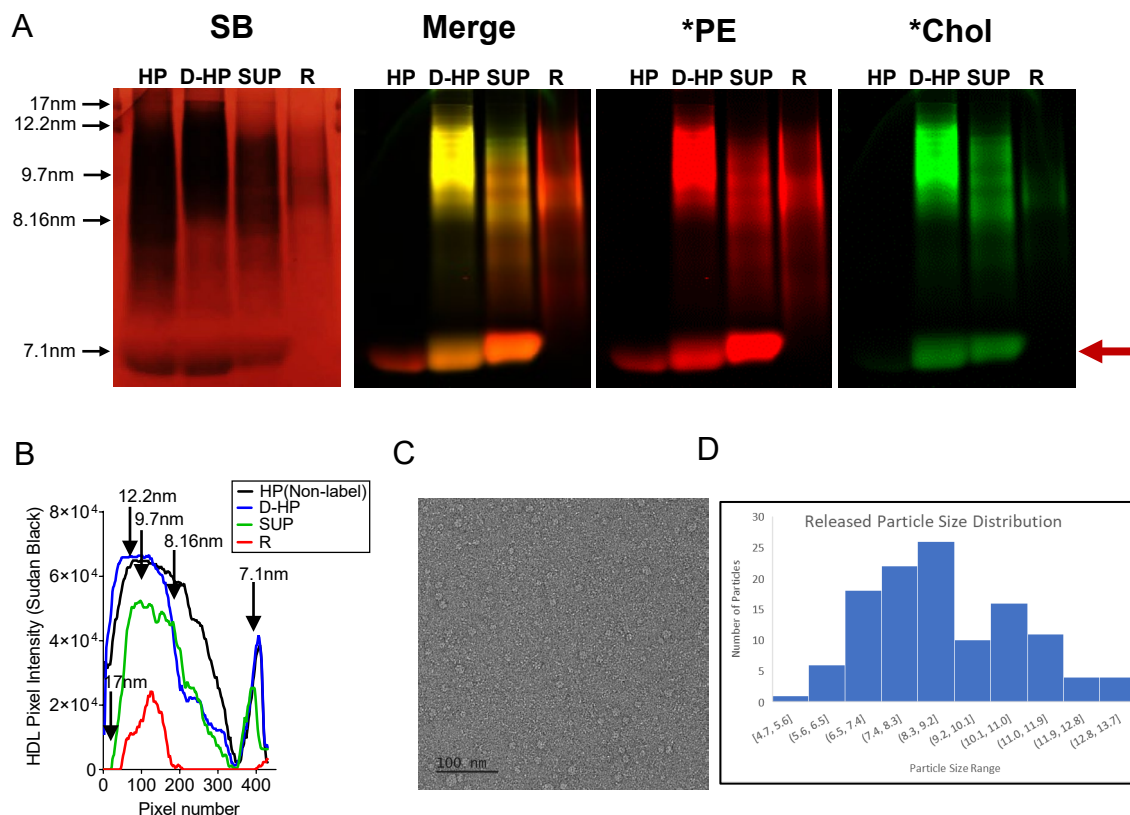 A
SB
Merge
*PE
*Chol
HP D-HP SUP R
HP D-HP SUP R
HP D-HP SUP R
HP D-HP SUP R
17nm
12.2nm
9.7nm
8.16nm
7.1nm
B
HDL Pixel Intensity (Sudan Black)
8×10⁴
6×10⁴
4×10⁴
2×10⁴
0
12.2nm
9.7nm
8.16nm
7.1nm
17nm
HP(Non-label)
D-HP
SUP
R
0 100 200 300 400
Pixel number
C
100 nm
D
Released Particle Size Distribution
Number of Particles
30
25
20
15
10
5
0
[4.7, 5.6] (5.6, 6.5] (6.5, 7.4] (7.4, 8.3] (8.3, 9.2] (9.2, 10.1] (10.1, 11.0] (11.0, 11.9] (11.9, 12.8] (12.8, 13.7]
Particle Size Range